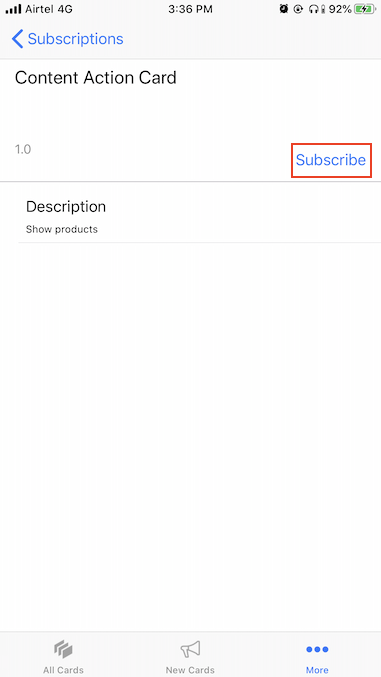 Airtel 4G 3:36 PM 92%
Subscriptions
Content Action Card
1.0
Subscribe
Description
Show products
All Cards New Cards More